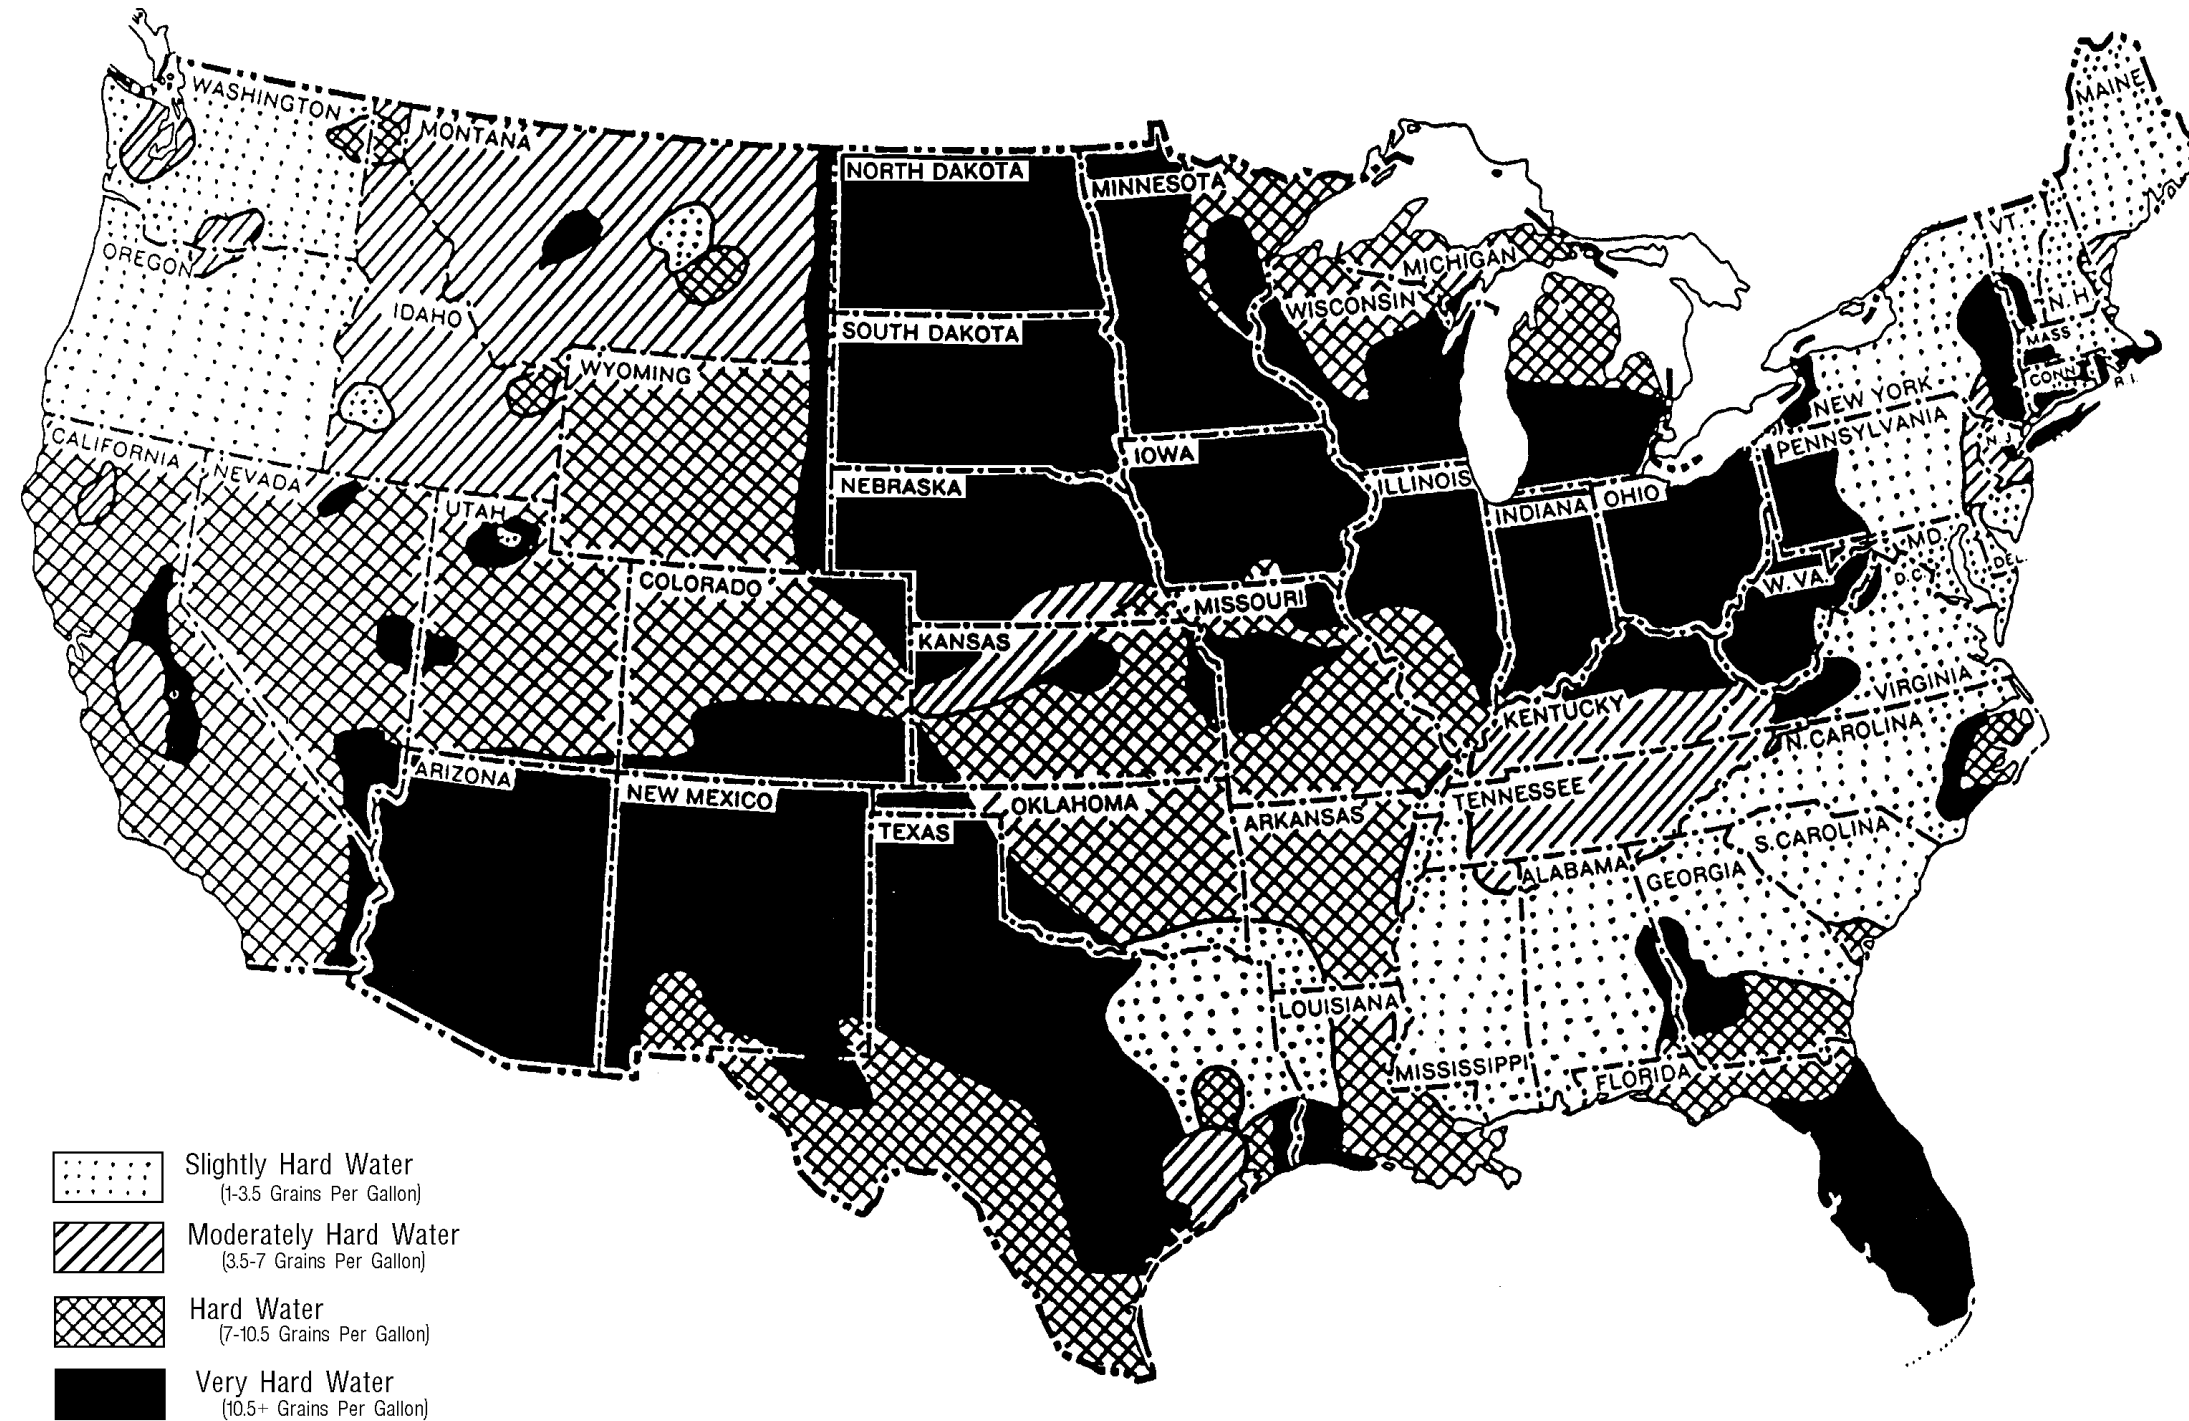 WASHINGTON
MONTANA
NORTH DAKOTA
MINNESOTA
MAINE
OREGON
IDAHO
MICHIGAN
WISCONSIN
VT.
N.H.
SOUTH DAKOTA
WYOMING
MASS
CONN
R.I.
NEW YORK
CALIFORNIA
NEVADA
UTAH
NEBRASKA
IOWA
ILLINOIS
INDIANA
OHIO
PENNSYLVANIA
N.J.
MD.
DEL.
D.C.
W.VA.
COLORADO
KANSAS
MISSOURI
KENTUCKY
VIRGINIA
N.CAROLINA
ARIZONA
NEW MEXICO
OKLAHOMA
TEXAS
ARKANSAS
TENNESSEE
S.CAROLINA
ALABAMA
GEORGIA
LOUISIANA
MISSISSIPPI
FLORIDA
Slightly Hard Water
(1-3.5 Grains Per Gallon)
Moderately Hard Water
(3.5-7 Grains Per Gallon)
Hard Water
(7-10.5 Grains Per Gallon)
Very Hard Water
(10.5+ Grains Per Gallon)